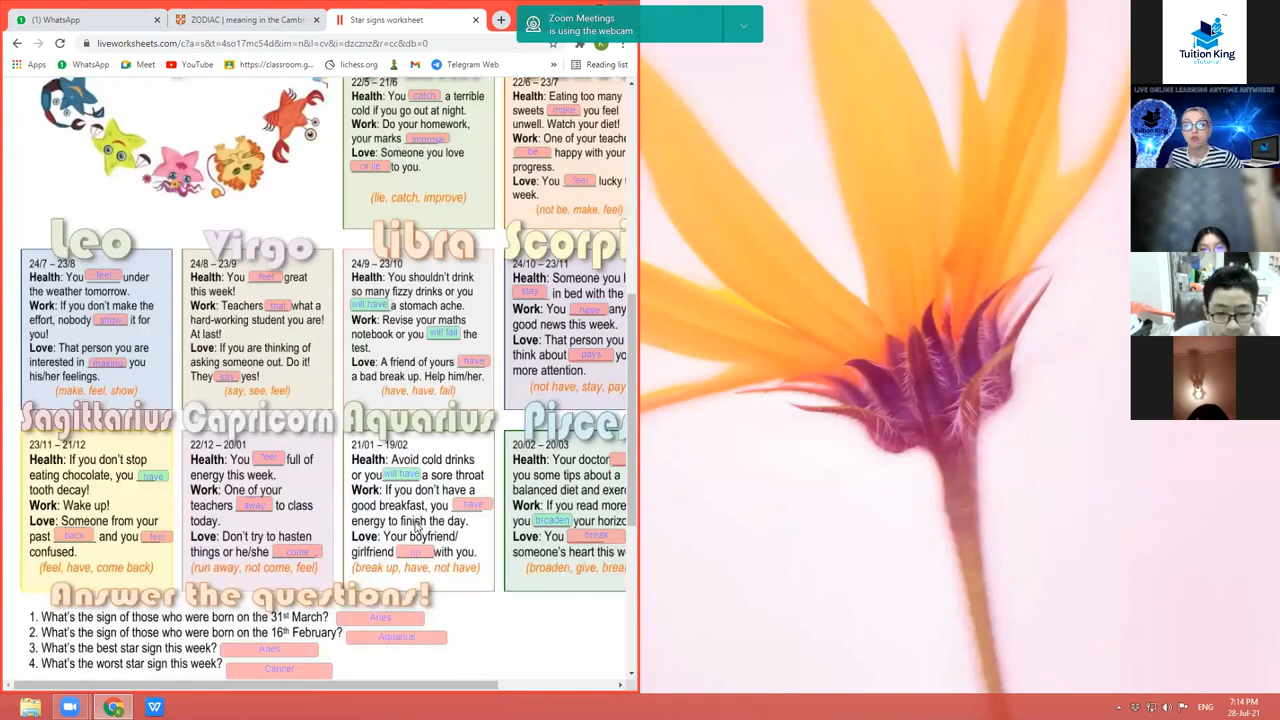 (1) WhatsApp
ZODIAC | meaning in the Camb
Star signs worksheet
Zoom Meetings
is using the webcam
liveworksheets.com/c?a=s&t=4so17mc54d&im=n&l=cv&i=dzcznz&r=cc&db=0
Apps
WhatsApp
Meet
YouTube
https://classroom.g...
lichess.org
Telegram Web
Reading list
22/5 - 21/6
Health: You catch a terrible
cold if you go out at night.
Work: Do your homework,
your marks improve
Love: Someone you love
or lie to you.
(lie, catch, improve)
22/6 - 23/7
Health: Eating too many
sweets make you feel
unwell. Watch your diet!
Work: One of your teache
be happy with your
progress.
Love: You feel lucky t
week.
(not be, make, feel)
Leo
24/7 - 23/8
Health: You feel under
the weather tomorrow.
Work: If you don't make the
effort, nobody show it for
you!
Love: That person you are
interested in making you
his/her feelings.
(make, feel, show)
Virgo
24/8 - 23/9
Health: You feel great
this week!
Work: Teachers that what a
hard-working student you are!
At last!
Love: If you are thinking of
asking someone out. Do it!
They say yes!
(say, see, feel)
Libra
24/9 - 23/10
Health: You shouldn't drink
so many fizzy drinks or you
will have a stomach ache.
Work: Revise your maths
notebook or you will fail the
test.
Love: A friend of yours have
a bad break up. Help him/her.
(have, have, fail)
Scorpi
24/10 - 23/11
Health: Someone you l
stay in bed with the
Work: You have any
good news this week.
Love: That person you
think about pays yo
more attention.
(not have, stay, pay
Sagittarius
23/11 - 21/12
Health: If you don't stop
eating chocolate, you have
tooth decay!
Work: Wake up!
Love: Someone from your
past back and you feel
confused.
(feel, have, come back)
Capricorn
22/12 - 20/01
Health: You feel full of
energy this week.
Work: One of your
teachers away to class
today.
Love: Don't try to hasten
things or he/she come .
(run away, not come, feel)
Aquarius
21/01 - 19/02
Health: Avoid cold drinks
or you will have a sore throat
Work: If you don't have a
good breakfast, you have
energy to finish the day.
Love: Your boyfriend/
girlfriend up with you.
(break up, have, not have)
Pisces
20/02 - 20/03
Health: Your doctor
you some tips about a
balanced diet and exerc
Work: If you read more
you broaden your horizo
Love: You break
someone's heart this w
(broaden, give, brea
Answer the questions!
1. What's the sign of those who were born on the 31st March? Aries
2. What's the sign of those who were born on the 16th February? Aquarius
3. What's the best star sign this week? Aries
4. What's the worst star sign this week? Cancer
Tuition King
eTutorial
LIVE ONLINE LEARNING ANYTIME ANYWHERE
ENG
7:14 PM
28-Jul-21